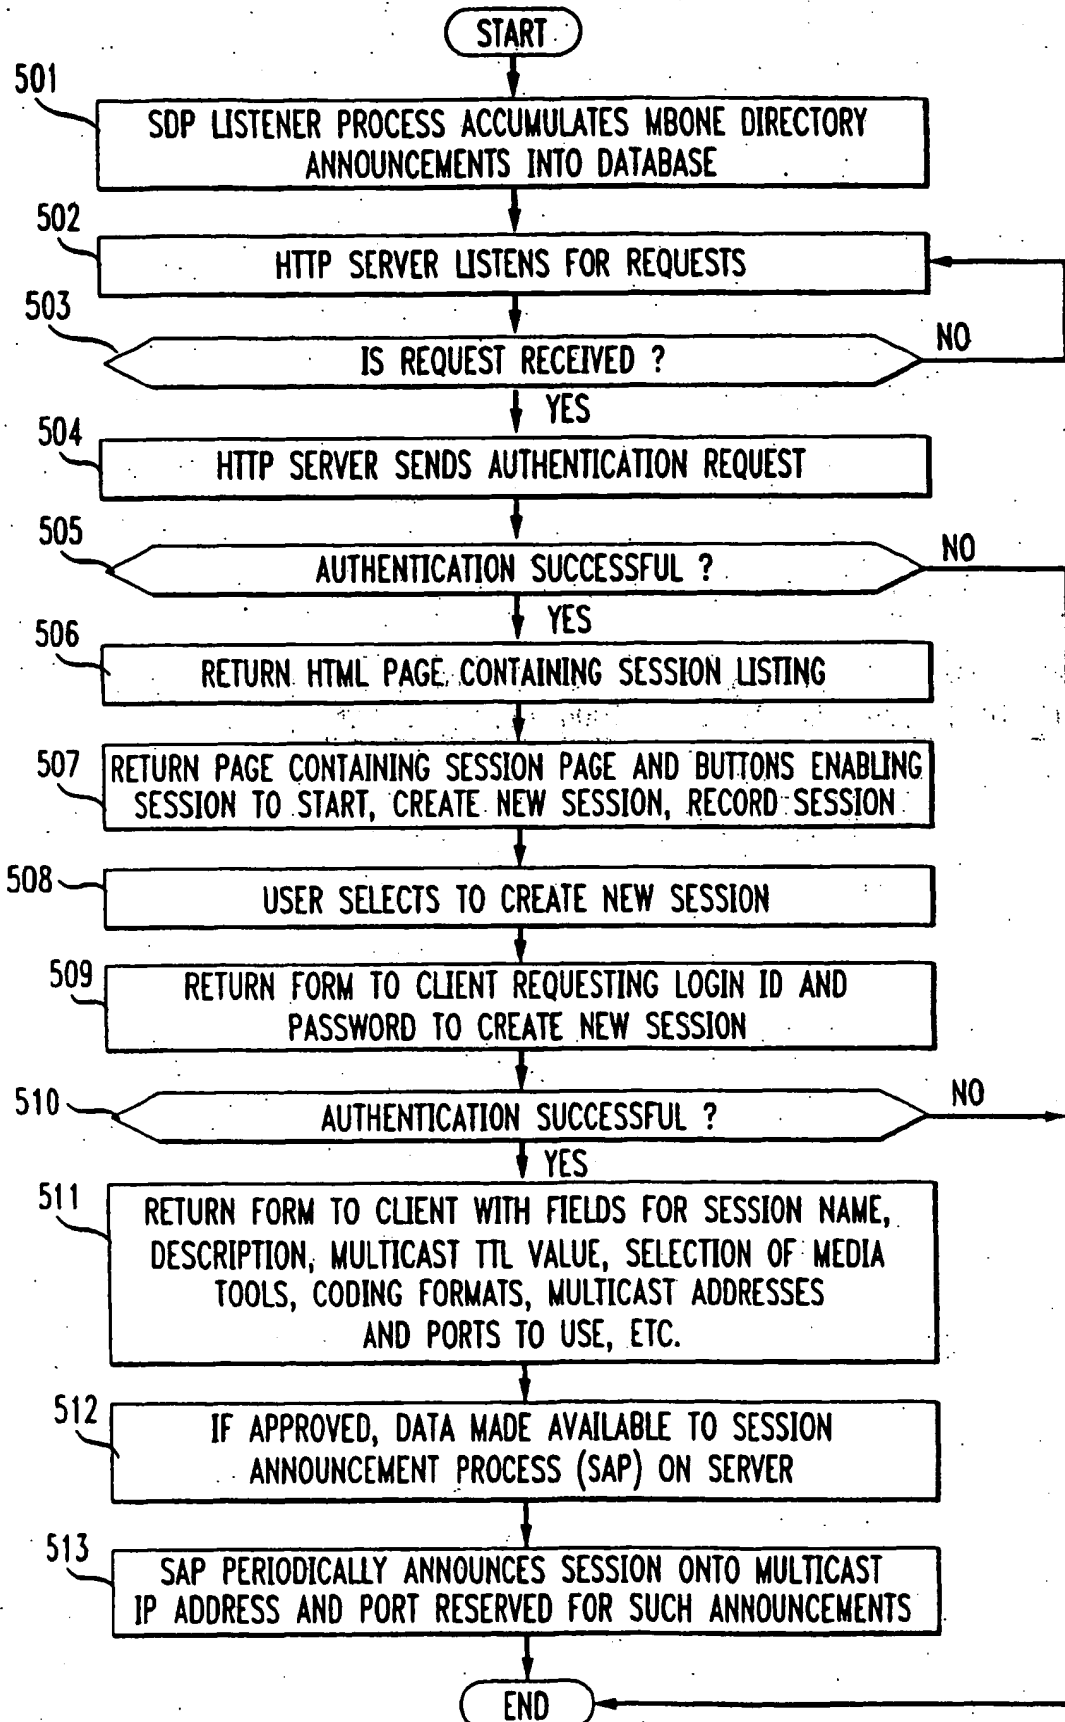 START
501
SDP LISTENER PROCESS ACCUMULATES MBONE DIRECTORY
ANNOUNCEMENTS INTO DATABASE
502
HTTP SERVER LISTENS FOR REQUESTS
503
IS REQUEST RECEIVED ?
NO
YES
504
HTTP SERVER SENDS AUTHENTICATION REQUEST
505
AUTHENTICATION SUCCESSFUL ?
NO
YES
506
RETURN HTML PAGE CONTAINING SESSION LISTING
507
RETURN PAGE CONTAINING SESSION PAGE AND BUTTONS ENABLING
SESSION TO START, CREATE NEW SESSION, RECORD SESSION
508
USER SELECTS TO CREATE NEW SESSION
509
RETURN FORM TO CLIENT REQUESTING LOGIN ID AND
PASSWORD TO CREATE NEW SESSION
510
AUTHENTICATION SUCCESSFUL ?
NO
YES
511
RETURN FORM TO CLIENT WITH FIELDS FOR SESSION NAME,
DESCRIPTION, MULTICAST TTL VALUE, SELECTION OF MEDIA
TOOLS, CODING FORMATS, MULTICAST ADDRESSES
AND PORTS TO USE, ETC.
512
IF APPROVED, DATA MADE AVAILABLE TO SESSION
ANNOUNCEMENT PROCESS (SAP) ON SERVER
513
SAP PERIODICALLY ANNOUNCES SESSION ONTO MULTICAST
IP ADDRESS AND PORT RESERVED FOR SUCH ANNOUNCEMENTS
END